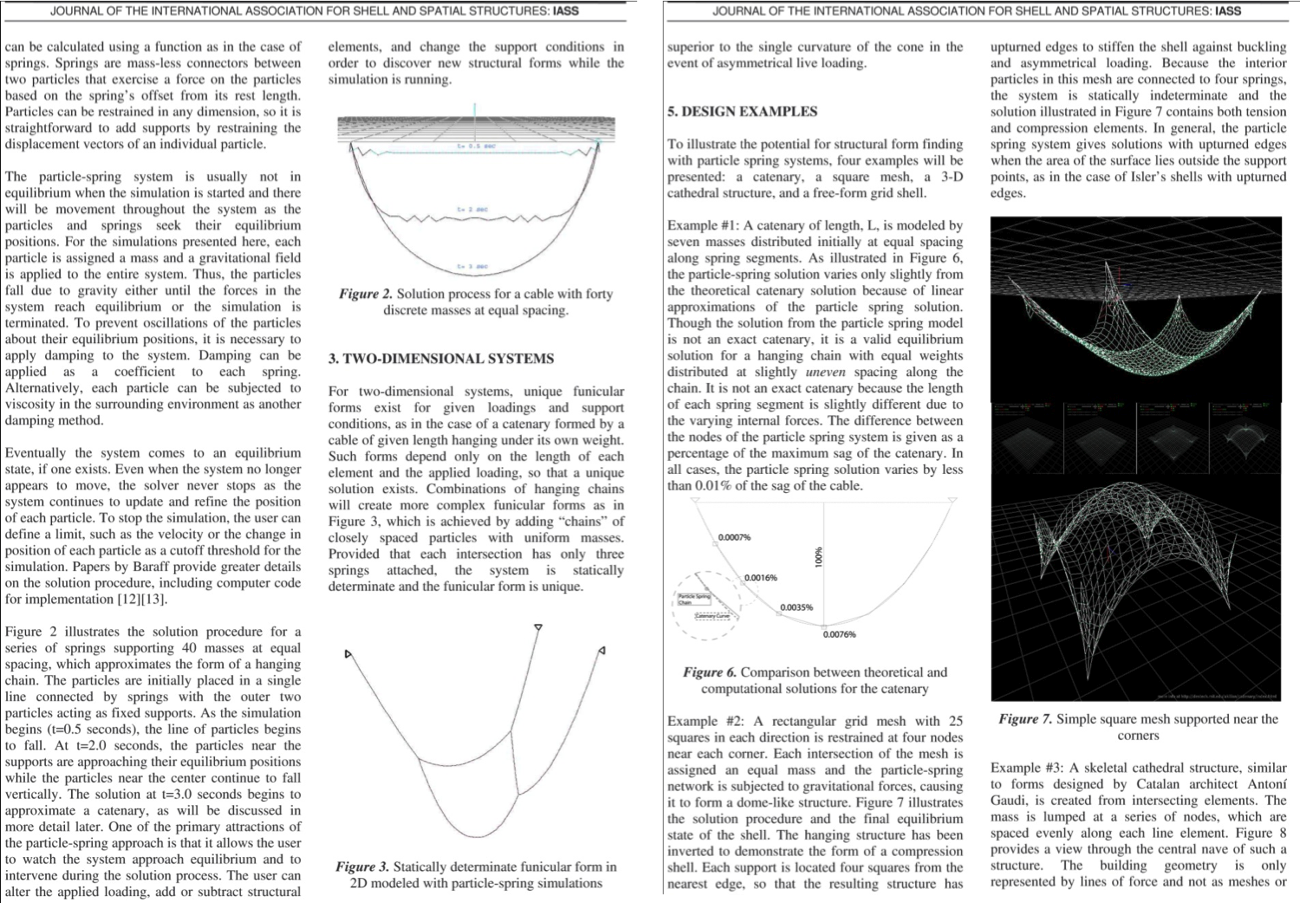 JOURNAL OF THE INTERNATIONAL ASSOCIATION FOR SHELL AND SPATIAL STRUCTURES: IASS
can be calculated using a function as in the case of
springs. Springs are mass-less connectors between
two particles that exercise a force on the particles
based on the spring's offset from its rest length.
Particles can be restrained in any dimension, so it is
straightforward to add supports by restraining the
displacement vectors of an individual particle.
The particle-spring system is usually not in
equilibrium when the simulation is started and there
will be movement throughout the system as the
particles and springs seek their equilibrium
positions. For the simulations presented here, each
particle is assigned a mass and a gravitational field
is applied to the entire system. Thus, the particles
fall due to gravity either until the forces in the
system reach equilibrium or the simulation is
terminated. To prevent oscillations of the particles
about their equilibrium positions, it is necessary to
apply damping to the system. Damping can be
applied as a coefficient to each spring.
Alternatively, each particle can be subjected to
viscosity in the surrounding environment as another
damping method.
Eventually the system comes to an equilibrium
state, if one exists. Even when the system no longer
appears to move, the solver never stops as the
system continues to update and refine the position
of each particle. To stop the simulation, the user can
define a limit, such as the velocity or the change in
position of each particle as a cutoff threshold for the
simulation. Papers by Baraff provide greater details
on the solution procedure, including computer code
for implementation [12][13].
Figure 2 illustrates the solution procedure for a
series of springs supporting 40 masses at equal
spacing, which approximates the form of a hanging
chain. The particles are initially placed in a single
line connected by springs with the outer two
particles acting as fixed supports. As the simulation
begins (t=0.5 seconds), the line of particles begins
to fall. At t=2.0 seconds, the particles near the
supports are approaching their equilibrium positions
while the particles near the center continue to fall
vertically. The solution at t=3.0 seconds begins to
approximate a catenary, as will be discussed in
more detail later. One of the primary attractions of
the particle-spring approach is that it allows the user
to watch the system approach equilibrium and to
intervene during the solution process. The user can
alter the applied loading, add or subtract structural
elements, and change the support conditions in
order to discover new structural forms while the
simulation is running.
t= 0.5 sec
t= 2 sec
t= 3 sec
Figure 2. Solution process for a cable with forty
discrete masses at equal spacing.
3. TWO-DIMENSIONAL SYSTEMS
For two-dimensional systems, unique funicular
forms exist for given loadings and support
conditions, as in the case of a catenary formed by a
cable of given length hanging under its own weight.
Such forms depend only on the length of each
element and the applied loading, so that a unique
solution exists. Combinations of hanging chains
will create more complex funicular forms as in
Figure 3, which is achieved by adding “chains” of
closely spaced particles with uniform masses.
Provided that each intersection has only three
springs attached, the system is statically
determinate and the funicular form is unique.
Figure 3. Statically determinate funicular form in
2D modeled with particle-spring simulations
JOURNAL OF THE INTERNATIONAL ASSOCIATION FOR SHELL AND SPATIAL STRUCTURES: IASS
superior to the single curvature of the cone in the
event of asymmetrical live loading.
5. DESIGN EXAMPLES
To illustrate the potential for structural form finding
with particle spring systems, four examples will be
presented: a catenary, a square mesh, a 3-D
cathedral structure, and a free-form grid shell.
Example #1: A catenary of length, L, is modeled by
seven masses distributed initially at equal spacing
along spring segments. As illustrated in Figure 6,
the particle-spring solution varies only slightly from
the theoretical catenary solution because of linear
approximations of the particle spring solution.
Though the solution from the particle spring model
is not an exact catenary, it is a valid equilibrium
solution for a hanging chain with equal weights
distributed at slightly uneven spacing along the
chain. It is not an exact catenary because the length
of each spring segment is slightly different due to
the varying internal forces. The difference between
the nodes of the particle spring system is given as a
percentage of the maximum sag of the catenary. In
all cases, the particle spring solution varies by less
than 0.01% of the sag of the cable.
0.0007%
100%
0.0016%
Particle Spring
Chain
Catenary Curve
0.0035%
0.0076%
Figure 6. Comparison between theoretical and
computational solutions for the catenary
Example #2: A rectangular grid mesh with 25
squares in each direction is restrained at four nodes
near each corner. Each intersection of the mesh is
assigned an equal mass and the particle-spring
network is subjected to gravitational forces, causing
it to form a dome-like structure. Figure 7 illustrates
the solution procedure and the final equilibrium
state of the shell. The hanging structure has been
inverted to demonstrate the form of a compression
shell. Each support is located four squares from the
nearest edge, so that the resulting structure has
upturned edges to stiffen the shell against buckling
and asymmetrical loading. Because the interior
particles in this mesh are connected to four springs,
the system is statically indeterminate and the
solution illustrated in Figure 7 contains both tension
and compression elements. In general, the particle
spring system gives solutions with upturned edges
when the area of the surface lies outside the support
points, as in the case of Isler's shells with upturned
edges.
Figure 7. Simple square mesh supported near the
corners
Example #3: A skeletal cathedral structure, similar
to forms designed by Catalan architect Antoní
Gaudi, is created from intersecting elements. The
mass is lumped at a series of nodes, which are
spaced evenly along each line element. Figure 8
provides a view through the central nave of such a
structure. The building geometry is only
represented by lines of force and not as meshes or